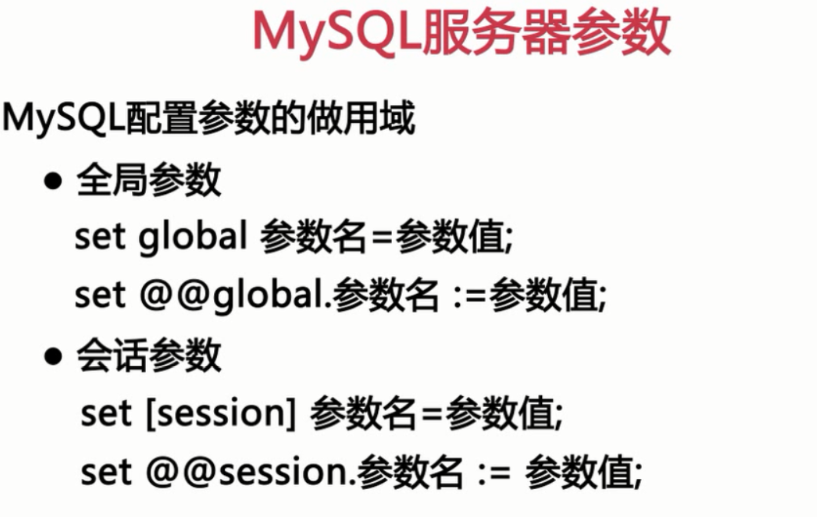 MySQL服务器参数
MySQL配置参数的做用域
● 全局参数
set global 参数名=参数值;
set @@global.参数名 :=参数值;
● 会话参数
set [session] 参数名=参数值;
set @@session.参数名 := 参数值;